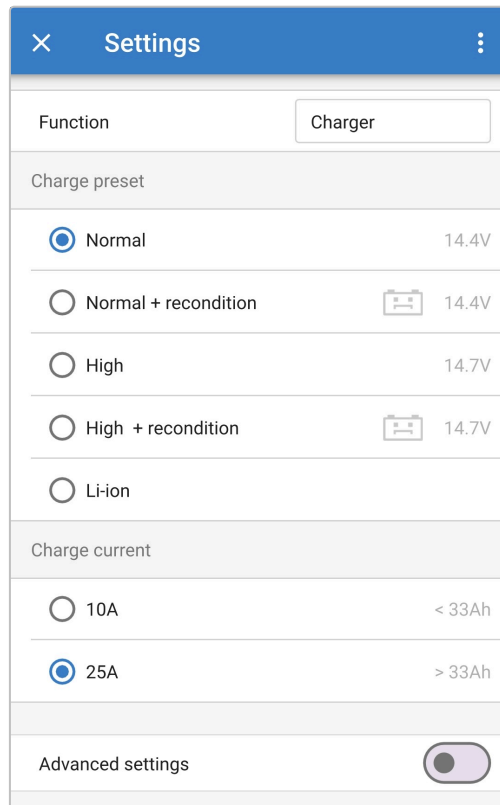 Settings
Function Charger
Charge preset
Normal 14.4V
Normal + recondition 14.4V
High 14.7V
High + recondition 14.7V
Li-ion
Charge current
10A < 33Ah
25A > 33Ah
Advanced settings